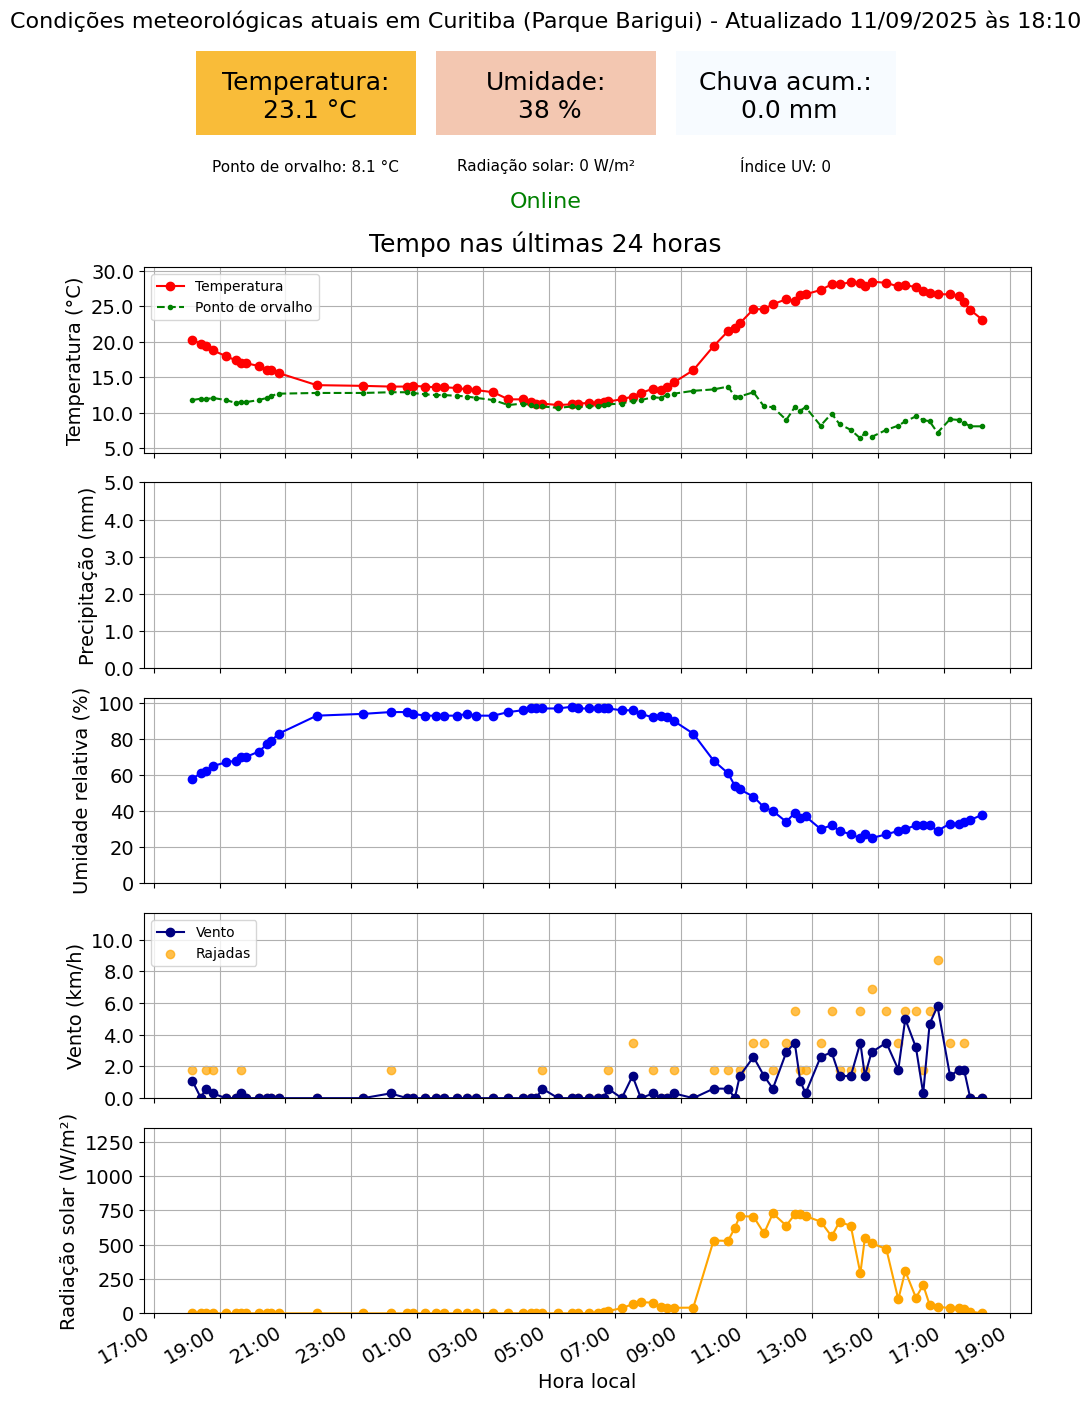 Condições meteorológicas atuais em Curitiba (Parque Barigui) - Atualizado 11/09/2025 às 18:10
Temperatura:
23.1 °C
Umidade:
38 %
Chuva acum.:
0.0 mm
Ponto de orvalho: 8.1 °C
Radiação solar: 0 W/m²
Índice UV: 0
Online
Tempo nas últimas 24 horas
Temperatura (°C)
30.0
25.0
20.0
15.0
10.0
5.0
Temperatura
Ponto de orvalho
Precipitação (mm)
5.0
4.0
3.0
2.0
1.0
0.0
Umidade relativa (%)
100
80
60
40
20
0
Vento (km/h)
10.0
8.0
6.0
4.0
2.0
0.0
Vento
Rajadas
Radiação solar (W/m²)
1250
1000
750
500
250
0
17:00
19:00
21:00
23:00
01:00
03:00
05:00
07:00
09:00
11:00
13:00
15:00
17:00
19:00
Hora local